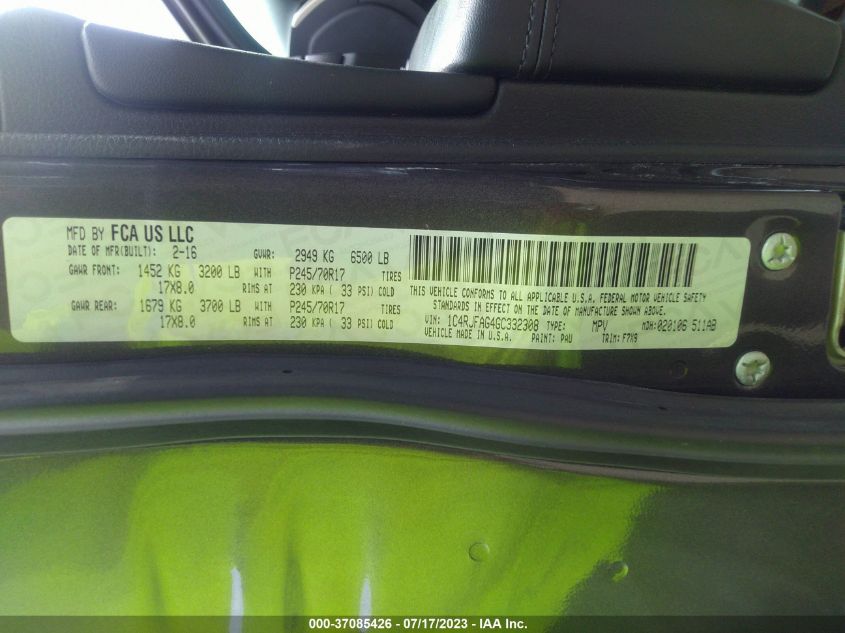 MFD BY FCA US LLC
DATE OF MFR(BUILT): 2-16 GVWR: 2949 KG 6500 LB
GAWR FRONT: 1452 KG 3200 LB WITH P245/70R17 TIRES
17X8.0 RIMS AT 230 KPA ( 33 PSI) COLD
GAWR REAR: 1679 KG 3700 LB WITH P245/70R17 TIRES
17X8.0 RIMS AT 230 KPA ( 33 PSI) COLD
THIS VEHICLE CONFORMS TO ALL APPLICABLE U.S.A. FEDERAL MOTOR VEHICLE SAFETY
STANDARDS IN EFFECT ON THE DATE OF MANUFACTURE SHOWN ABOVE.
VIN: 1C4RJFAG4GC332308 TYPE: MPV MDH: 020106 511AB
VEHICLE MADE IN U.S.A. PAINT: PAU TRIM: F7X9
000-37085426 - 07/17/2023 - IAA Inc.